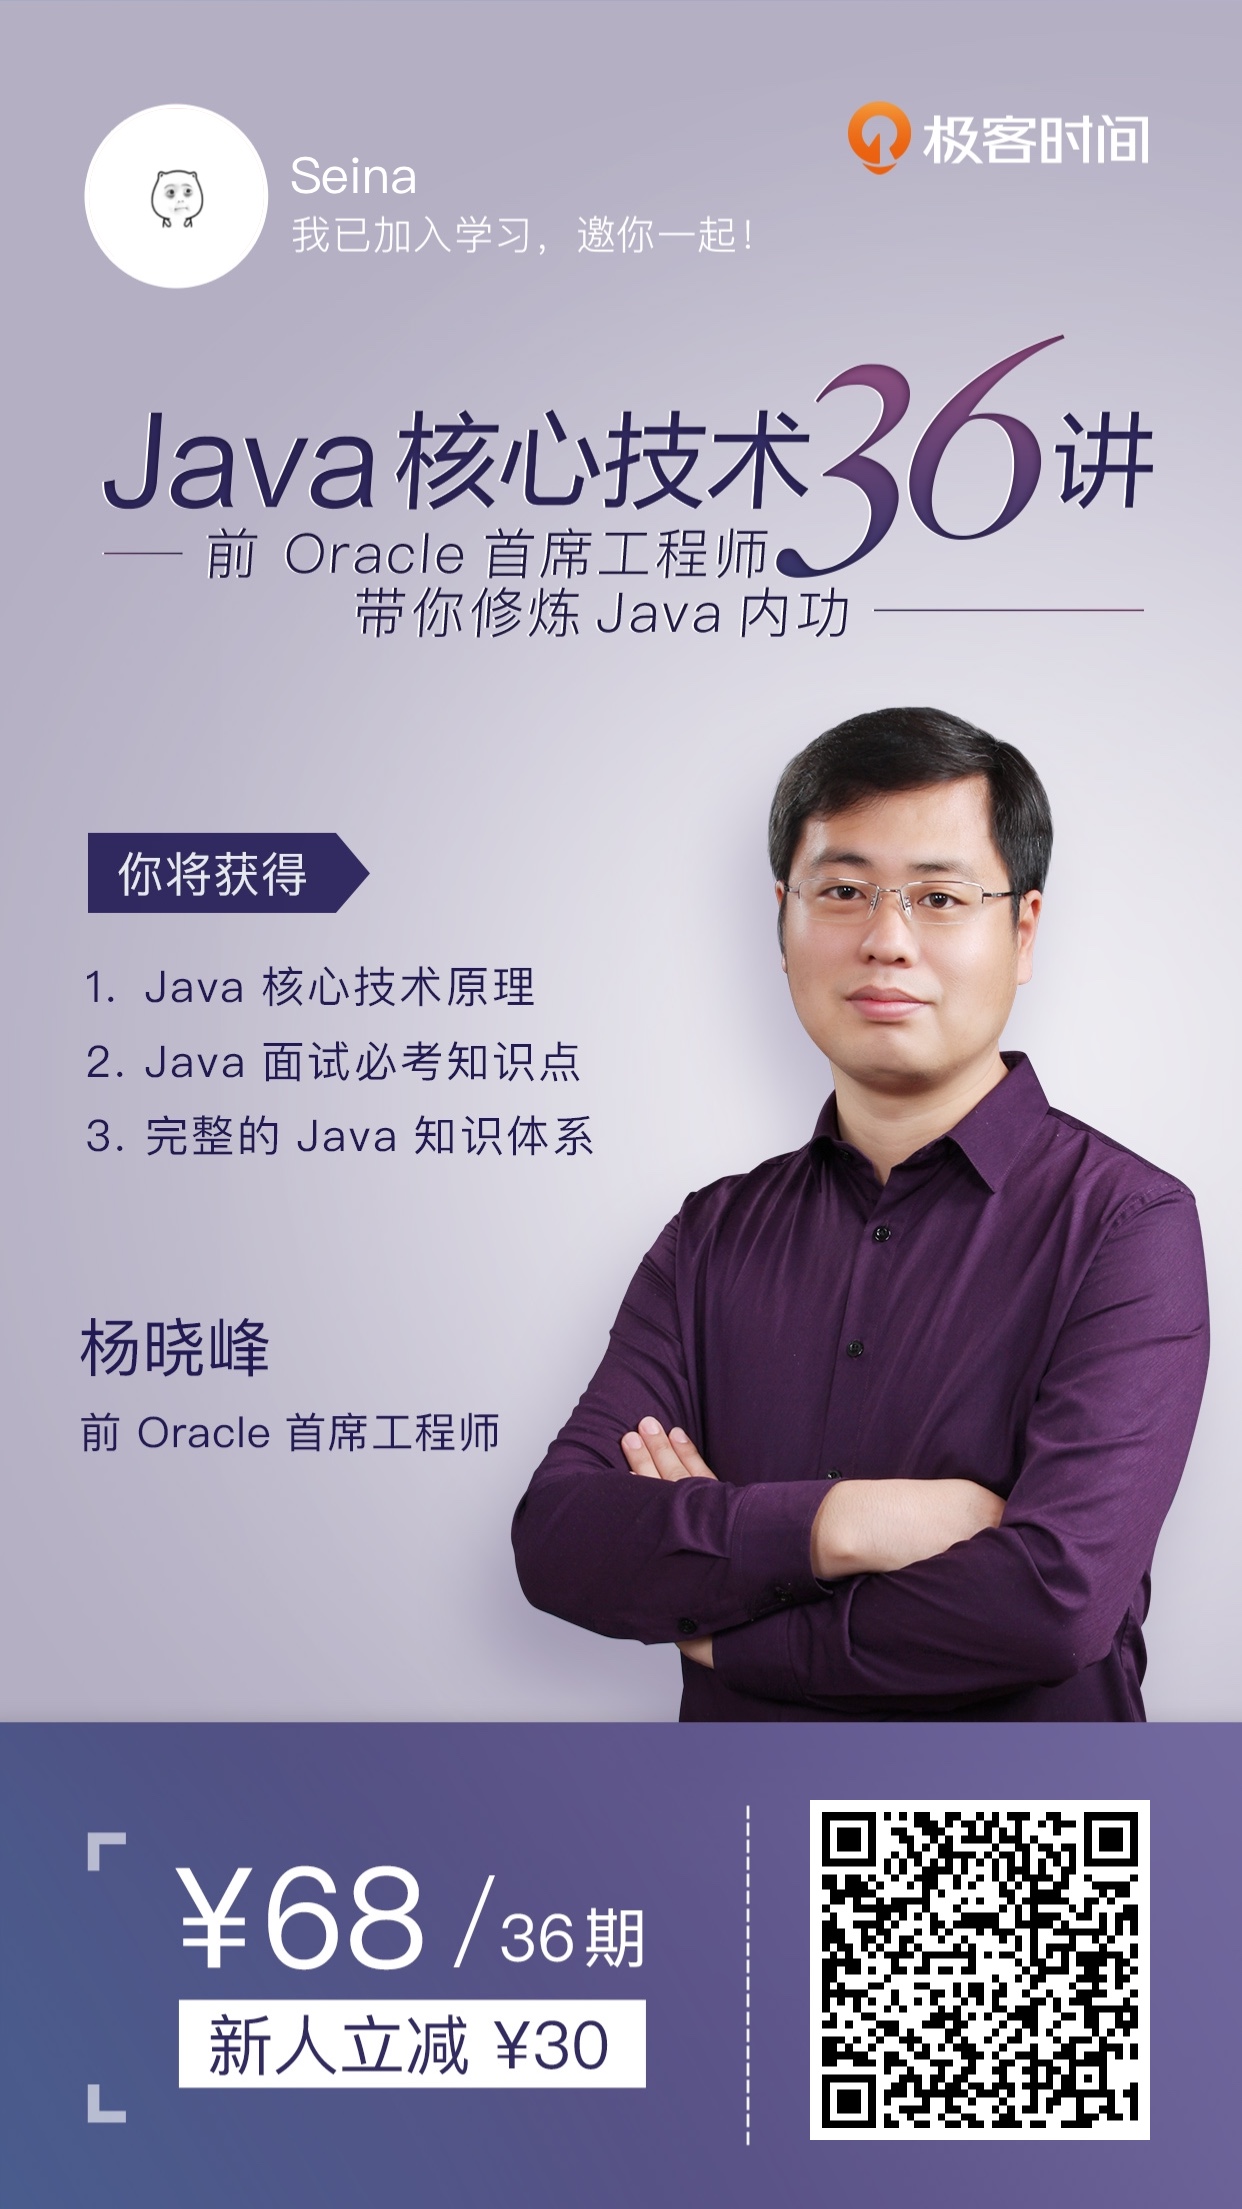 极客时间
Seina
我已加入学习，邀你一起！
Java核心技术36讲
前 Oracle 首席工程师
带你修炼 Java 内功
你将获得
1. Java 核心技术原理
2. Java 面试必考知识点
3. 完整的 Java 知识体系
杨晓峰
前 Oracle 首席工程师
¥68 / 36期
新人立减 ¥30